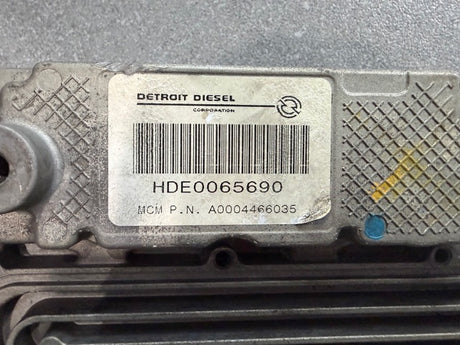 DETROIT DIESEL
CORPORATION
HDE0065690
MCM P.N. A0004466035